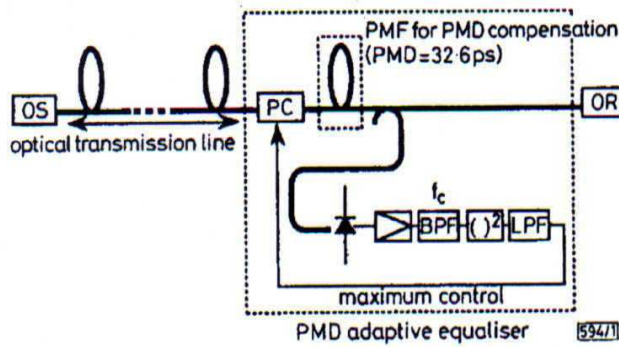 PMF for PMD compensation
(PMD=32·6ps)
OS
PC
OR
optical transmission line
fc
BPF
( )²
LPF
maximum control
PMD adaptive equaliser
594/1